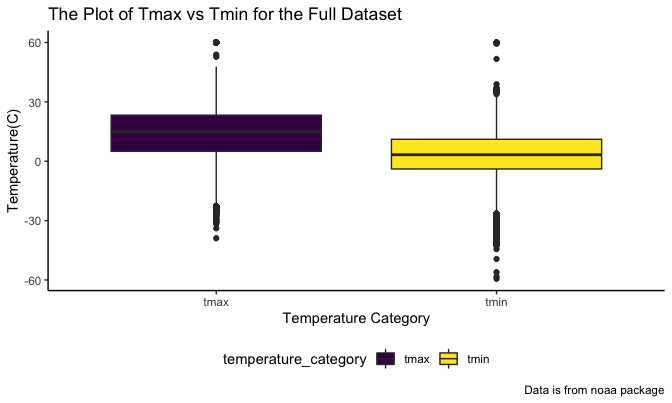 The Plot of Tmax vs Tmin for the Full Dataset
Temperature(C)
60
30
0
-30
-60
tmax tmin
Temperature Category
temperature_category tmax tmin
Data is from noaa package